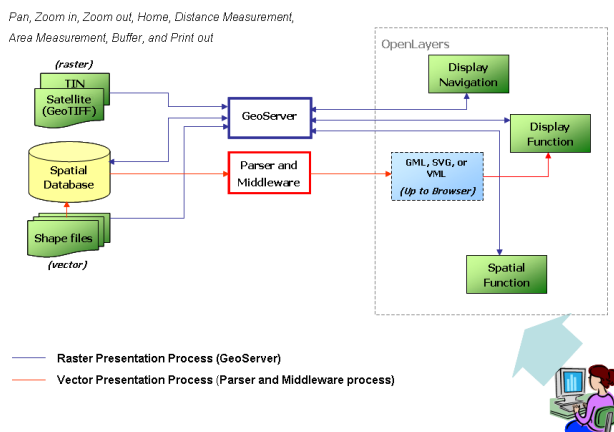 Pan, Zoom in, Zoom out, Home, Distance Measurement,
Area Measurement, Buffer, and Print out
OpenLayers
(raster)
TIN
Satellite
(GeoTIFF)
GeoServer
Display
Navigation
Display
Function
Spatial
Database
Parser and
Middleware
GML, SVG, or
VML
(Up to Browser)
Shape files
(vector)
Spatial
Function
Raster Presentation Process (GeoServer)
Vector Presentation Process (Parser and Middleware process)